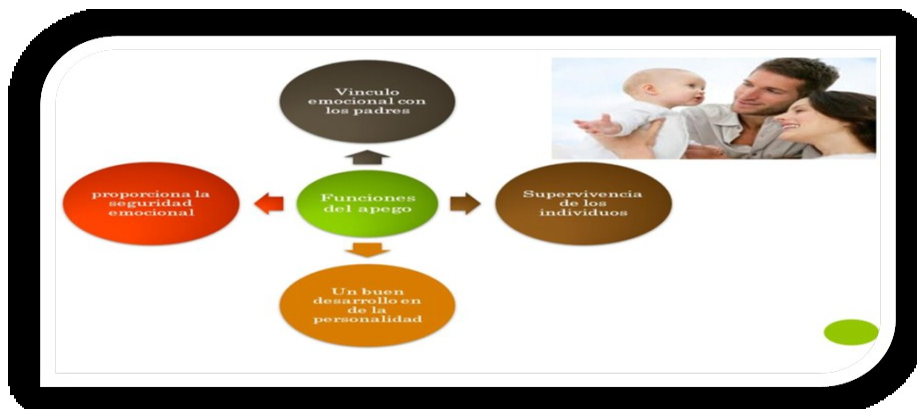 Vinculo
emocional con
los padres
proporciona la
seguridad
emocional
Funciones
del apego
Supervivencia
de los
individuos
Un buen
desarrollo en
de la
personalidad